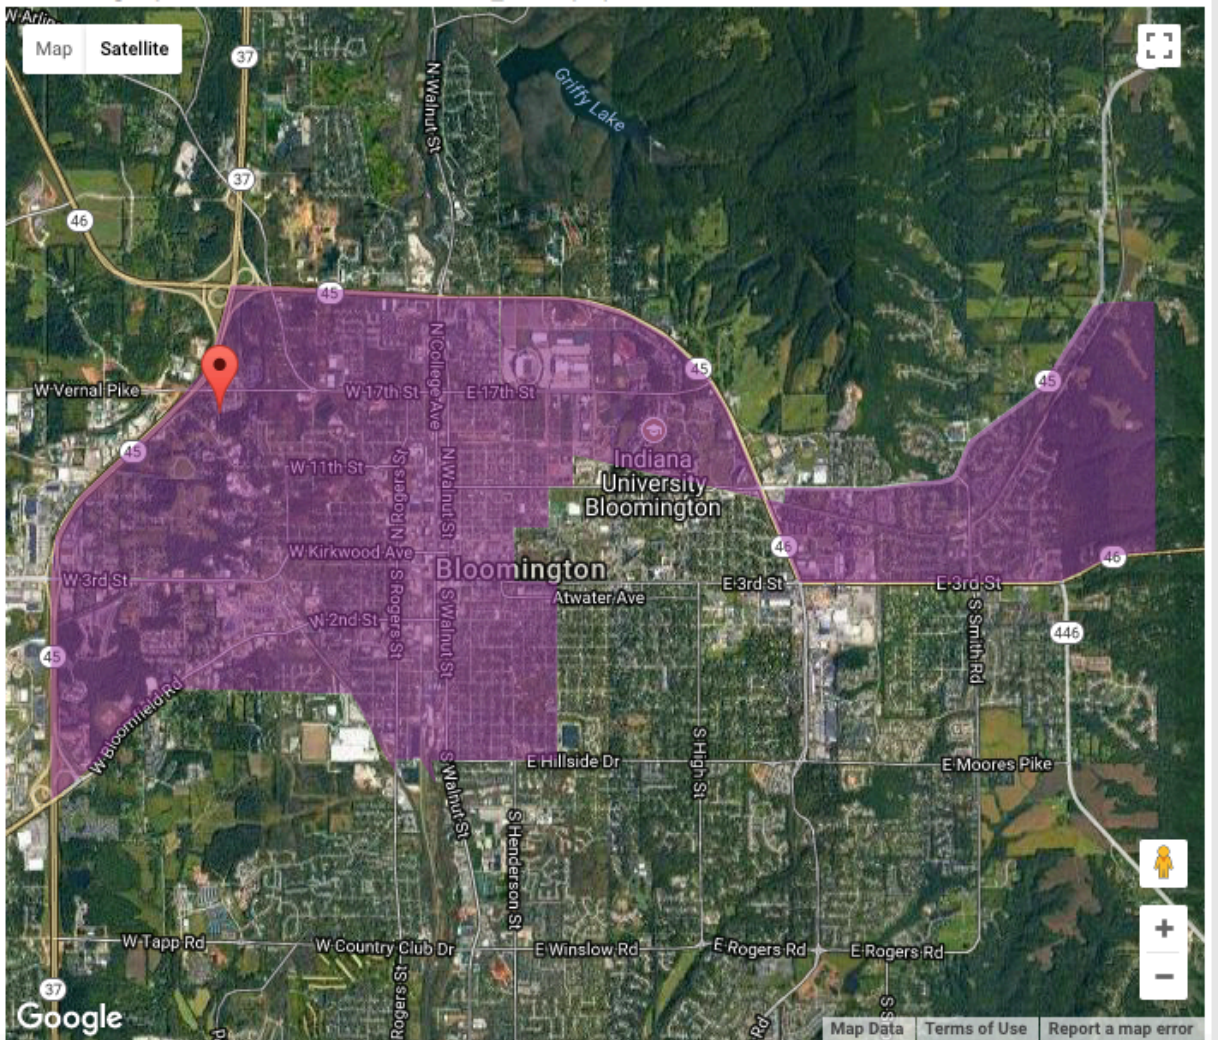 W Arlin
Map
Satellite
37
N Walnut St
Griffy Lake
37
46
45
W Vernal Pike
W 17th St
N College Ave
E 17th St
45
45
45
W 11th St
N Rogers St
N Walnut St
Indiana
University
Bloomington
W Kirkwood Ave
46
46
Bloomington
W 3rd St
E 3rd St
E 3rd St
Atwater Ave
W 2nd St
S Rogers St
S Walnut St
S Smith Rd
446
45
W Bloomfield Rd
S Walnut St
E Hillside Dr
S High St
E Moores Pike
S Henderson St
W Tapp Rd
W Country Club Dr
E Winslow Rd
E Rogers Rd
E Rogers Rd
37
Rogers St
Rd
S S
Google
Map Data
Terms of Use
Report a map error